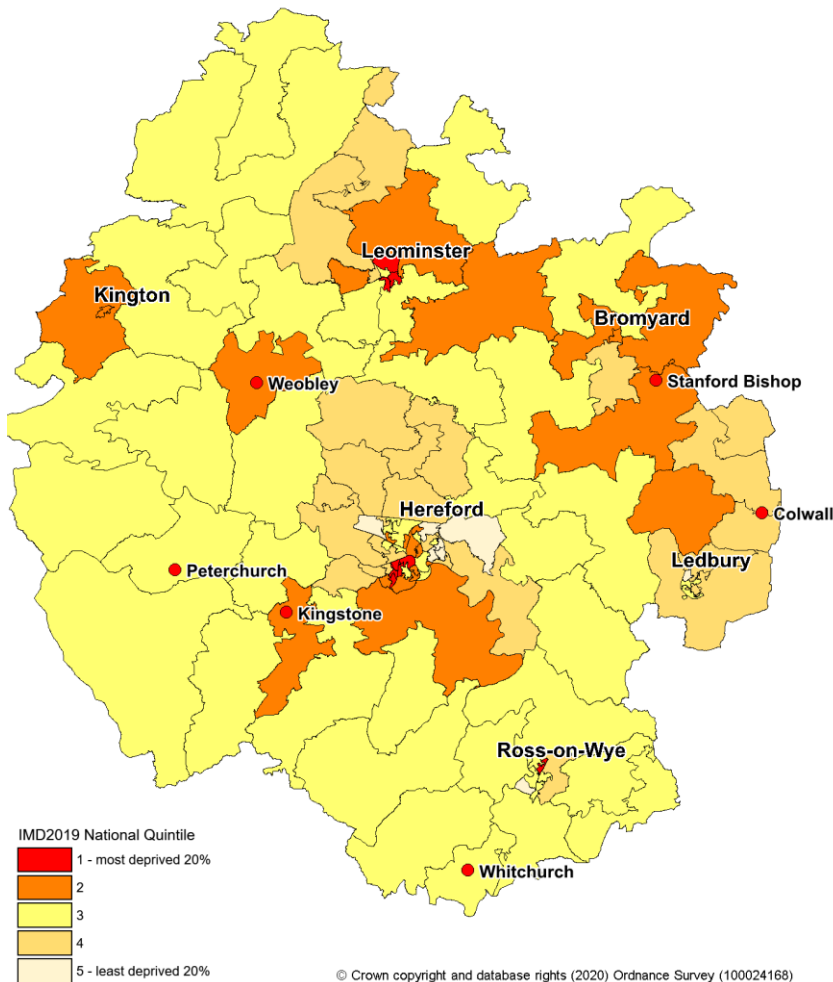 Leominster
Kington
Bromyard
Weobley
Stanford Bishop
Hereford
Colwall
Ledbury
Peterchurch
Kingstone
Ross-on-Wye
Whitchurch
IMD2019 National Quintile
1 - most deprived 20%
2
3
4
5 - least deprived 20%
© Crown copyright and database rights (2020) Ordnance Survey (100024168)